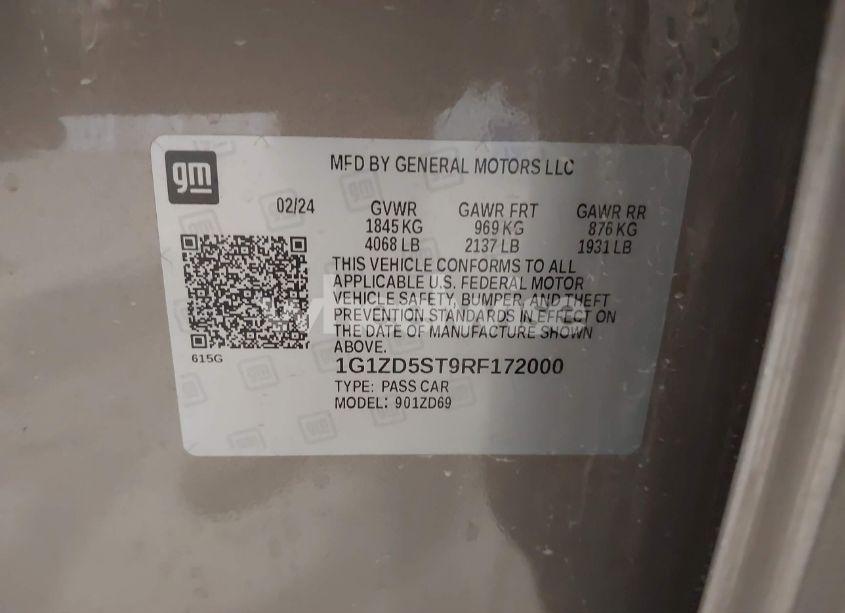 gm
MFD BY GENERAL MOTORS LLC
02/24 GVWR GAWR FRT GAWR RR
1845 KG 969 KG 876 KG
4068 LB 2137 LB 1931 LB
THIS VEHICLE CONFORMS TO ALL
APPLICABLE U.S. FEDERAL MOTOR
VEHICLE SAFETY, BUMPER, AND THEFT
PREVENTION STANDARDS IN EFFECT ON
THE DATE OF MANUFACTURE SHOWN
ABOVE.
615G
1G1ZD5ST9RF172000
TYPE: PASS CAR
MODEL: 901ZD69